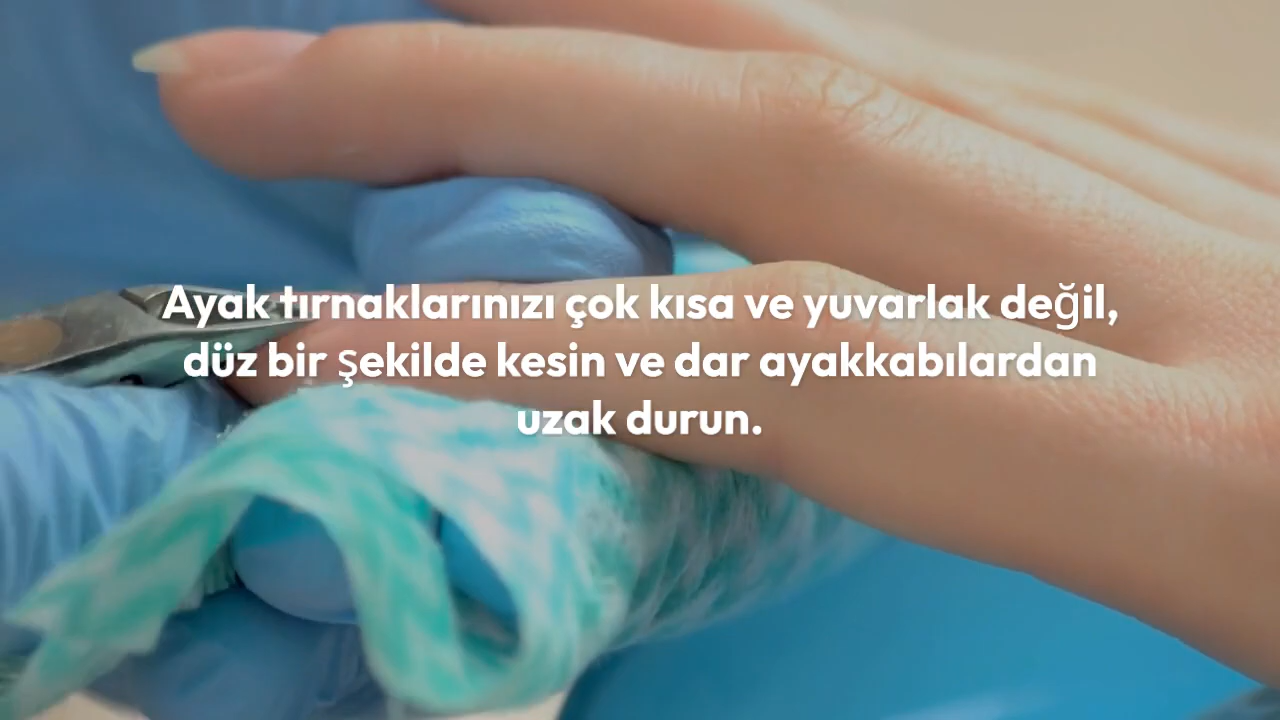 Ayak tırnaklarınızı çok kısa ve yuvarlak değil,
düz bir şekilde kesin ve dar ayakkabılardan
uzak durun.